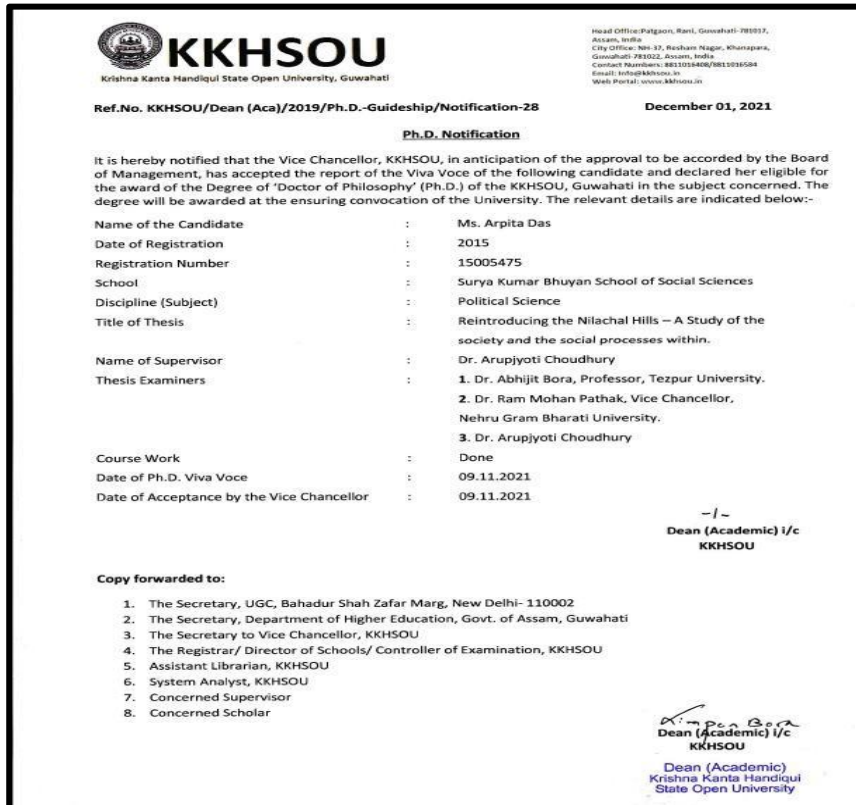 KKHSOU
Krishna Kanta Handiqui State Open University, Guwahati
Head Office:Patgaon, Rani, Guwahati-781017,
Assam, India
City Office: NH-37, Resham Nagar, Khanapara,
Guwahati-781022, Assam, India
Contact Numbers: 8811016408/8811016584
Email: info@kkhsou.in
Web Portal: www.kkhsou.in
Ref.No. KKHSOU/Dean (Aca)/2019/Ph.D.-Guideship/Notification-28 December 01, 2021
Ph.D. Notification
It is hereby notified that the Vice Chancellor, KKHSOU, in anticipation of the approval to be accorded by the Board
of Management, has accepted the report of the Viva Voce of the following candidate and declared her eligible for
the award of the Degree of 'Doctor of Philosophy' (Ph.D.) of the KKHSOU, Guwahati in the subject concerned. The
degree will be awarded at the ensuring convocation of the University. The relevant details are indicated below:-
Name of the Candidate : Ms. Arpita Das
Date of Registration : 2015
Registration Number : 15005475
School : Surya Kumar Bhuyan School of Social Sciences
Discipline (Subject) : Political Science
Title of Thesis : Reintroducing the Nilachal Hills – A Study of the
society and the social processes within.
Name of Supervisor : Dr. Arupjyoti Choudhury
Thesis Examiners : 1. Dr. Abhijit Bora, Professor, Tezpur University.
2. Dr. Ram Mohan Pathak, Vice Chancellor,
Nehru Gram Bharati University.
3. Dr. Arupjyoti Choudhury
Course Work : Done
Date of Ph.D. Viva Voce : 09.11.2021
Date of Acceptance by the Vice Chancellor : 09.11.2021
-/-
Dean (Academic) i/c
KKHSOU
Copy forwarded to:
1. The Secretary, UGC, Bahadur Shah Zafar Marg, New Delhi- 110002
2. The Secretary, Department of Higher Education, Govt. of Assam, Guwahati
3. The Secretary to Vice Chancellor, KKHSOU
4. The Registrar/ Director of Schools/ Controller of Examination, KKHSOU
5. Assistant Librarian, KKHSOU
6. System Analyst, KKHSOU
7. Concerned Supervisor
8. Concerned Scholar
Bora
Dean (Academic) i/c
KKHSOU
Dean (Academic)
Krishna Kanta Handiqui
State Open University